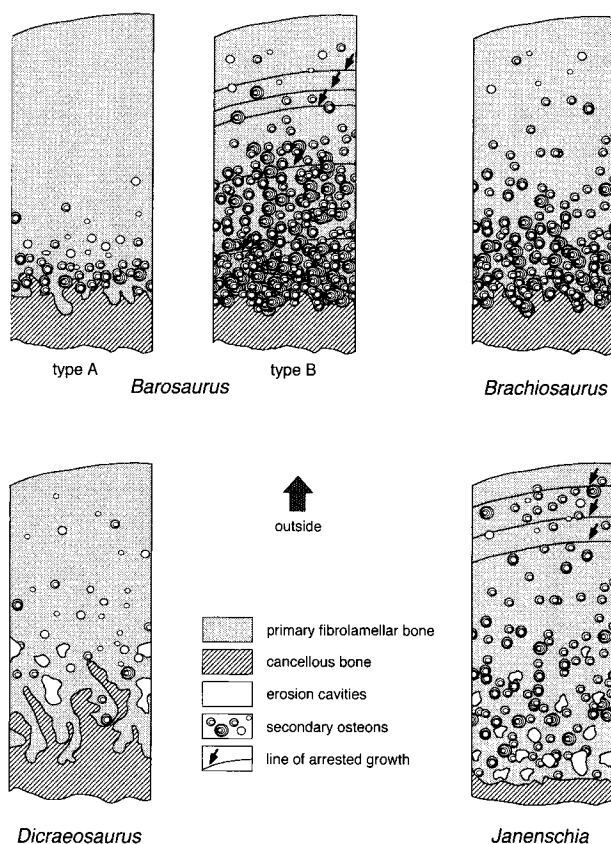 type A
type B
Barosaurus
Brachiosaurus
outside
primary fibrolamellar bone
cancellous bone
erosion cavities
secondary osteons
line of arrested growth
Dicraeosaurus
Janenschia